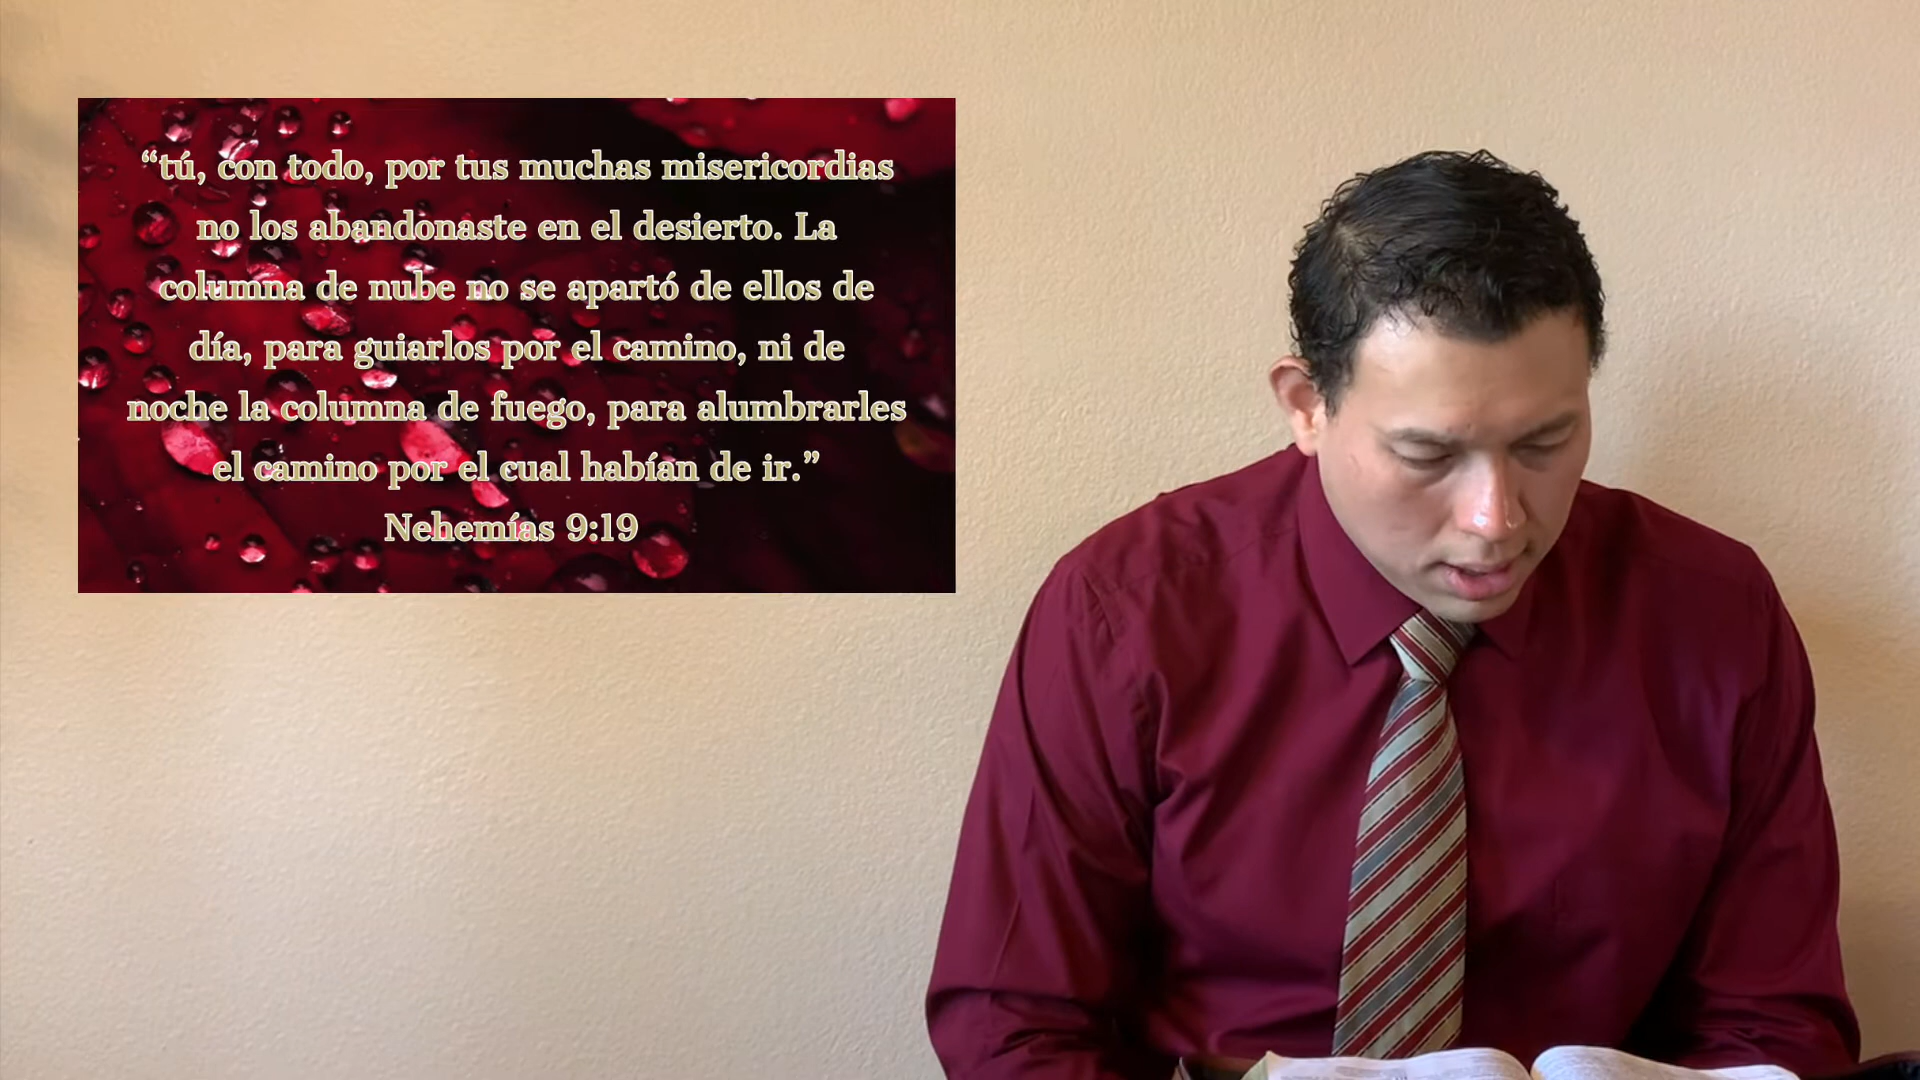 “tú, con todo, por tus muchas misericordias
no los abandonaste en el desierto. La
columna de nube no se apartó de ellos de
día, para guiarlos por el camino, ni de
noche la columna de fuego, para alumbrarles
el camino por el cual habían de ir.”
Nehemías 9:19